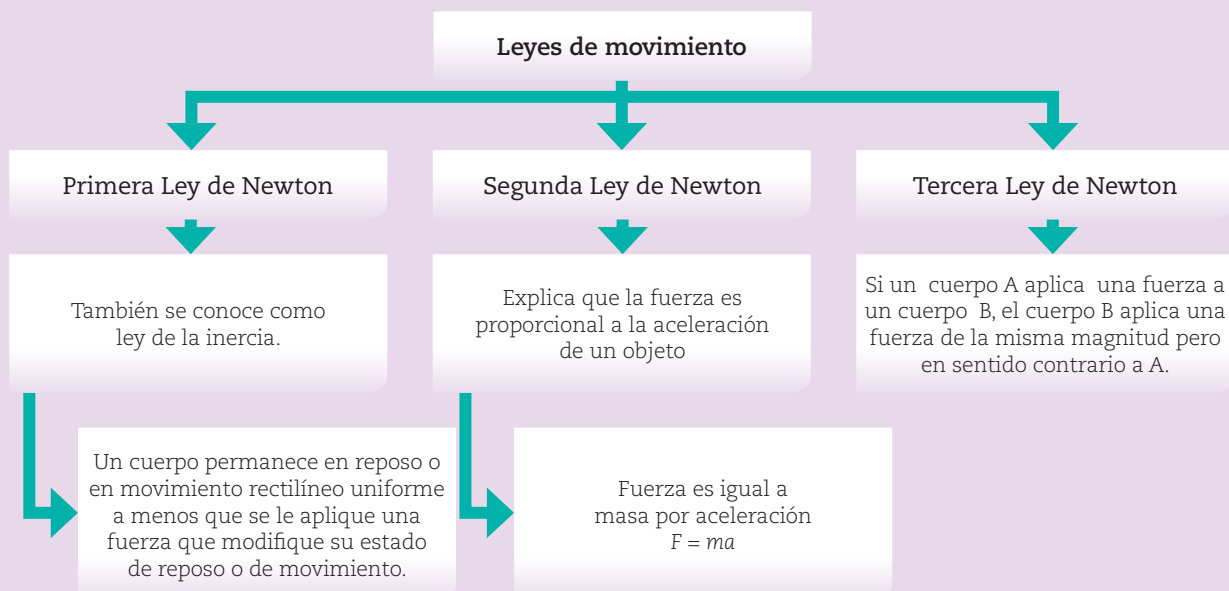 Leyes de movimiento
Primera Ley de Newton
Segunda Ley de Newton
Tercera Ley de Newton
También se conoce como
ley de la inercia.
Explica que la fuerza es
proporcional a la aceleración
de un objeto
Si un cuerpo A aplica una fuerza a
un cuerpo B, el cuerpo B aplica una
fuerza de la misma magnitud pero
en sentido contrario a A.
Un cuerpo permanece en reposo o
en movimiento rectilíneo uniforme
a menos que se le aplique una
fuerza que modifique su estado
de reposo o de movimiento.
Fuerza es igual a
masa por aceleración
F = ma